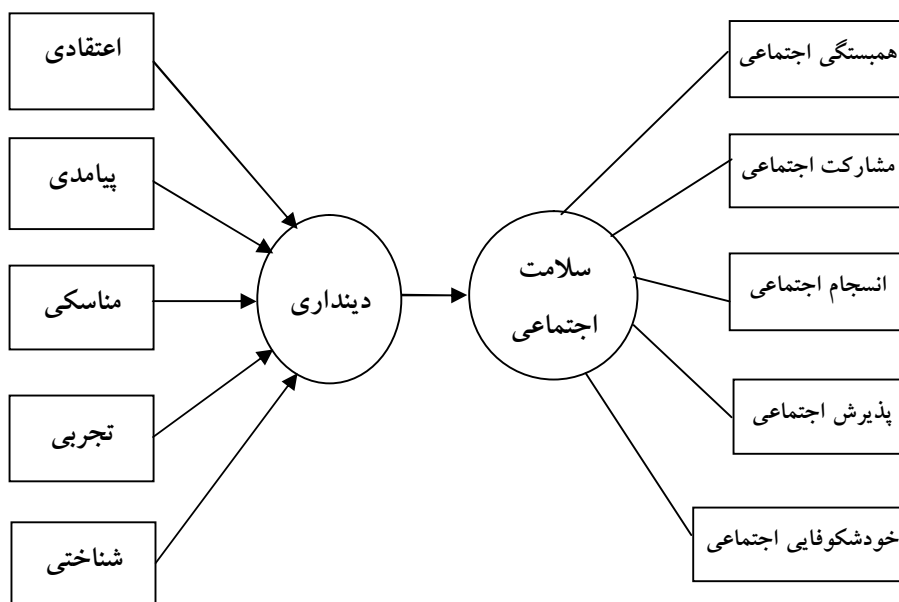 اعتقادی
پیامدی
مناسکی
تجربی
شناختی
دینداری
سلامت
اجتماعی
همبستگی اجتماعی
مشارکت اجتماعی
انسجام اجتماعی
پذیرش اجتماعی
خودشکوفایی اجتماعی